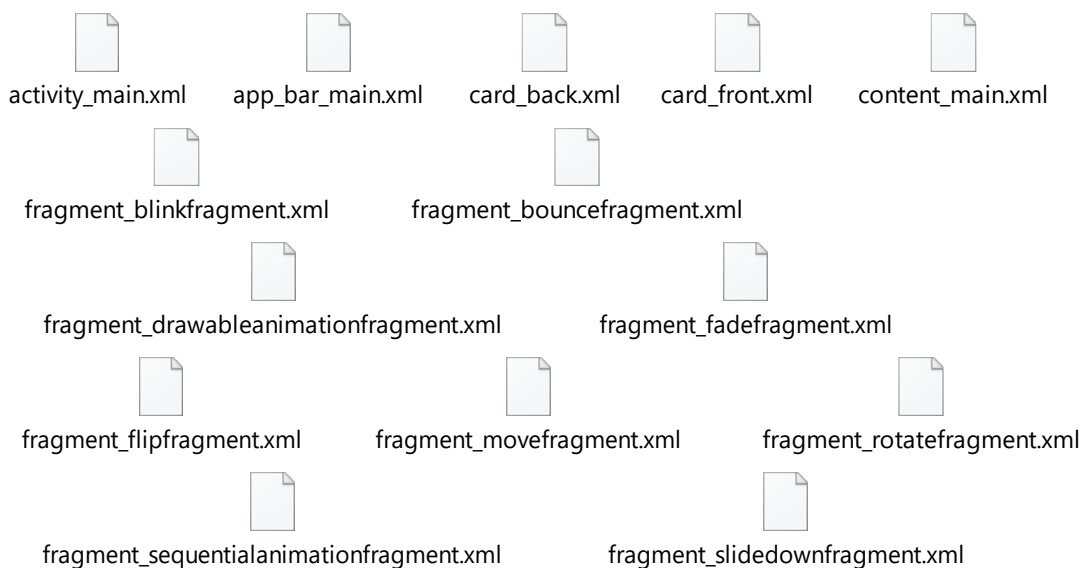 activity_main.xml app_bar_main.xml card_back.xml card_front.xml content_main.xml
fragment_blinkfragment.xml fragment_bouncefragment.xml
fragment_drawableanimationfragment.xml fragment_fadefragment.xml
fragment_flipfragment.xml fragment_movefragment.xml fragment_rotatefragment.xml
fragment_sequentialanimationfragment.xml fragment_slidedownfragment.xml